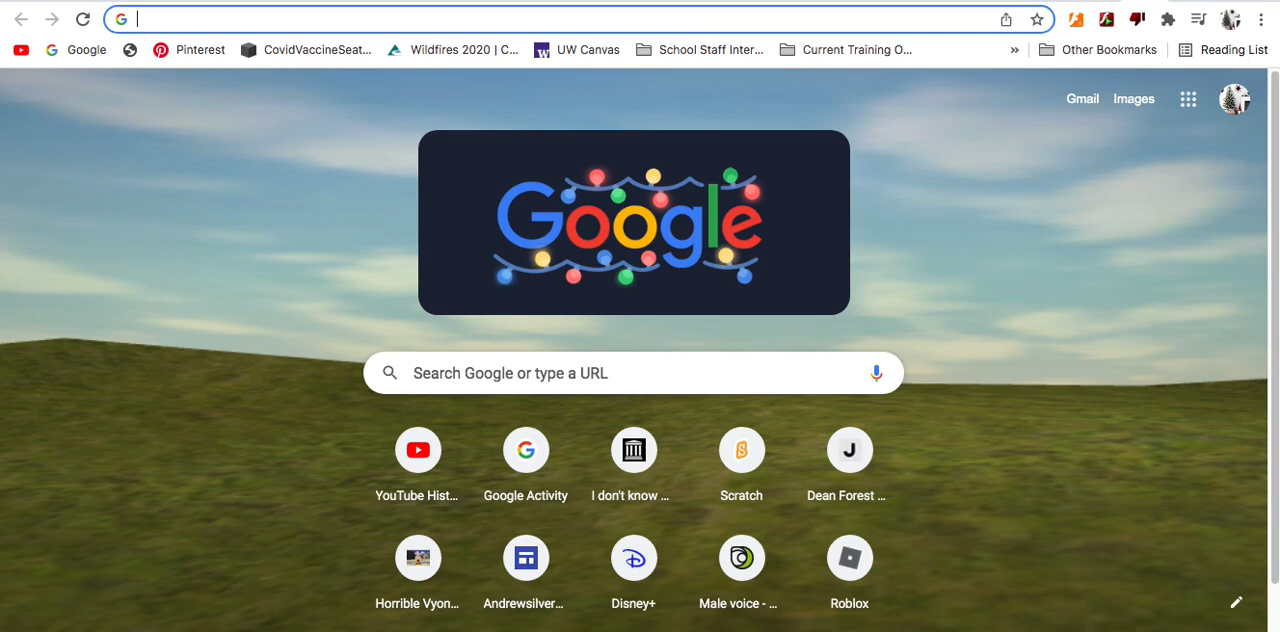 Google Pinterest CovidVaccineSeat... Wildfires 2020 | C... UW Canvas School Staff Inter... Current Training O... » Other Bookmarks Reading List
Gmail Images
Google
Search Google or type a URL
YouTube Hist... Google Activity I don't know ... Scratch Dean Forest ...
Horrible Vyon... Andrewsilver... Disney+ Male voice - ... Roblox